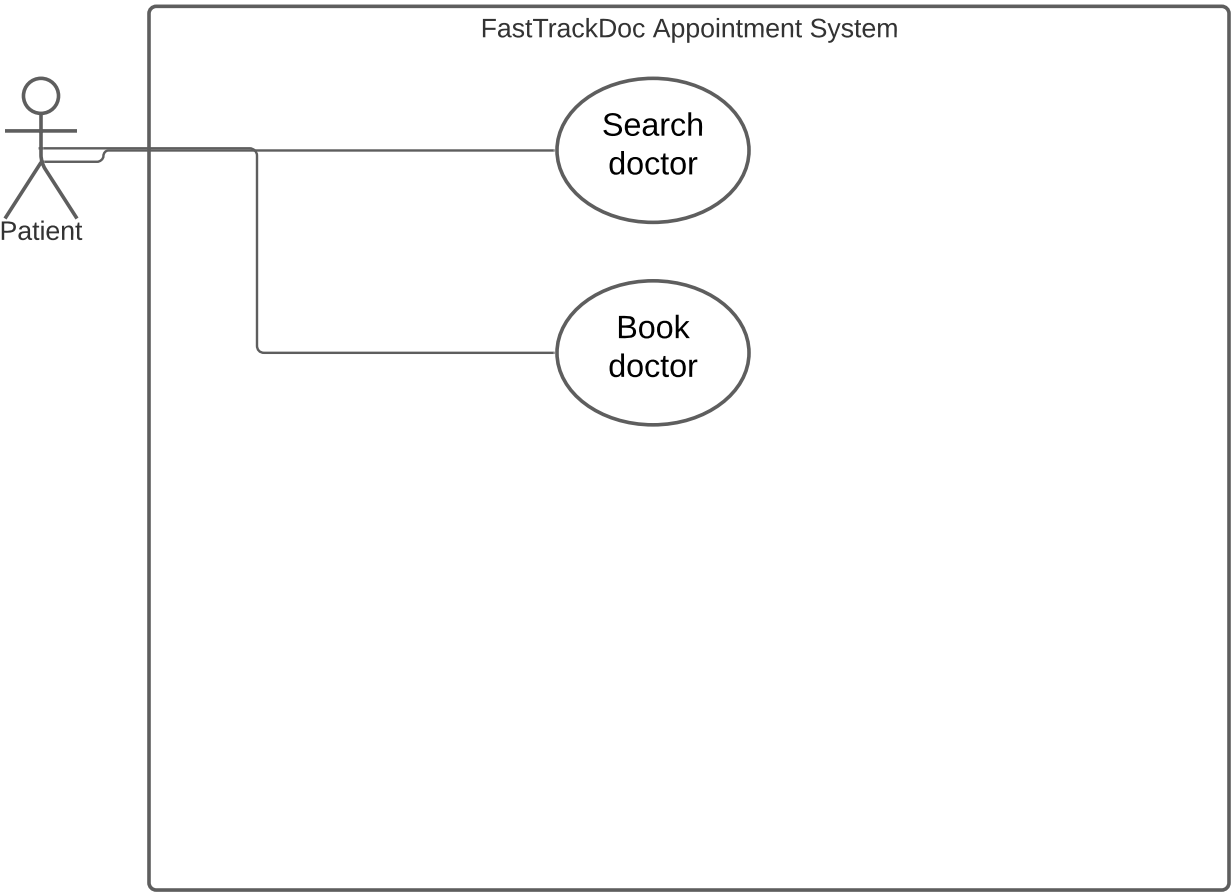 FastTrackDoc Appointment System
Search
doctor
Patient
Book
doctor